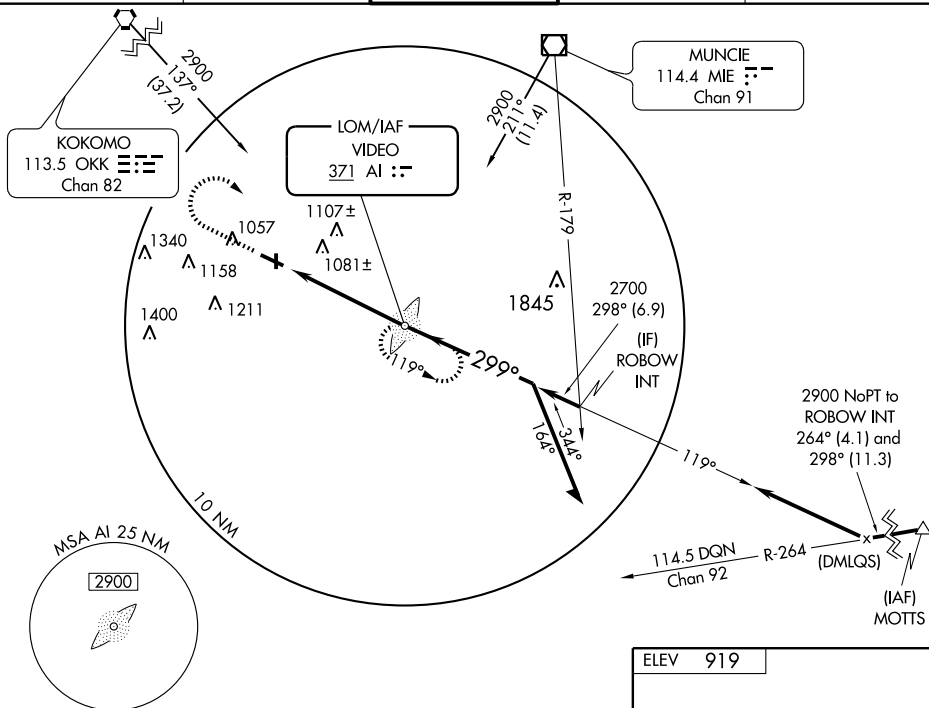 2900
137°
(37.2)
KOKOMO
113.5 OKK
Chan 82
MUNCIE
114.4 MIE
Chan 91
2900
211°
(11.4)
LOM/IAF
VIDEO
371 AI
R-179
1107±
1057
1081±
1340
1158
1211
1400
1845
2700
298° (6.9)
(IF)
ROBOW
INT
119°
299°
344°
164°
2900 NoPT to
ROBOW INT
264° (4.1) and
298° (11.3)
119°
10 NM
114.5 DQN
Chan 92
R-264
(DMLQS)
(IAF)
MOTTS
MSA AI 25 NM
2900
ELEV 919